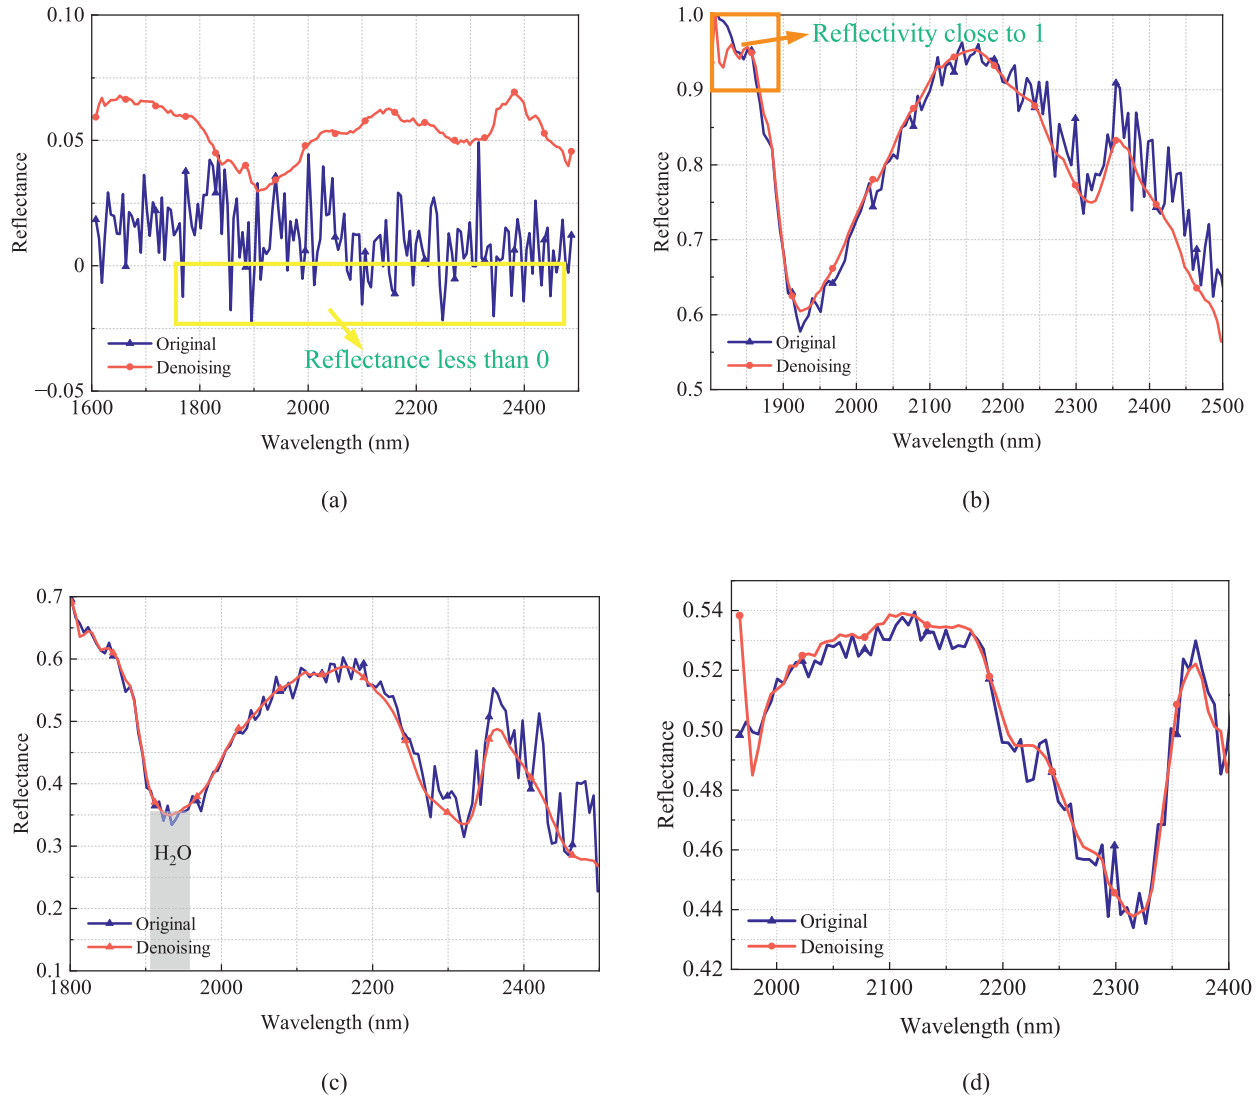 0.10
0.05
0
−0.05
Reflectance
Reflectance less than 0
Original
Denoising
1600 1800 2000 2200 2400
Wavelength (nm)
(a)
1.0
0.9
0.8
0.7
0.6
0.5
Reflectance
Reflectivity close to 1
Original
Denoising
1900 2000 2100 2200 2300 2400 2500
Wavelength (nm)
(b)
0.7
0.6
0.5
0.4
0.3
0.2
0.1
Reflectance
H₂O
Original
Denoising
1800 2000 2200 2400
Wavelength (nm)
(c)
0.54
0.52
0.50
0.48
0.46
0.44
0.42
Reflectance
Original
Denoising
2000 2100 2200 2300 2400
Wavelength (nm)
(d)